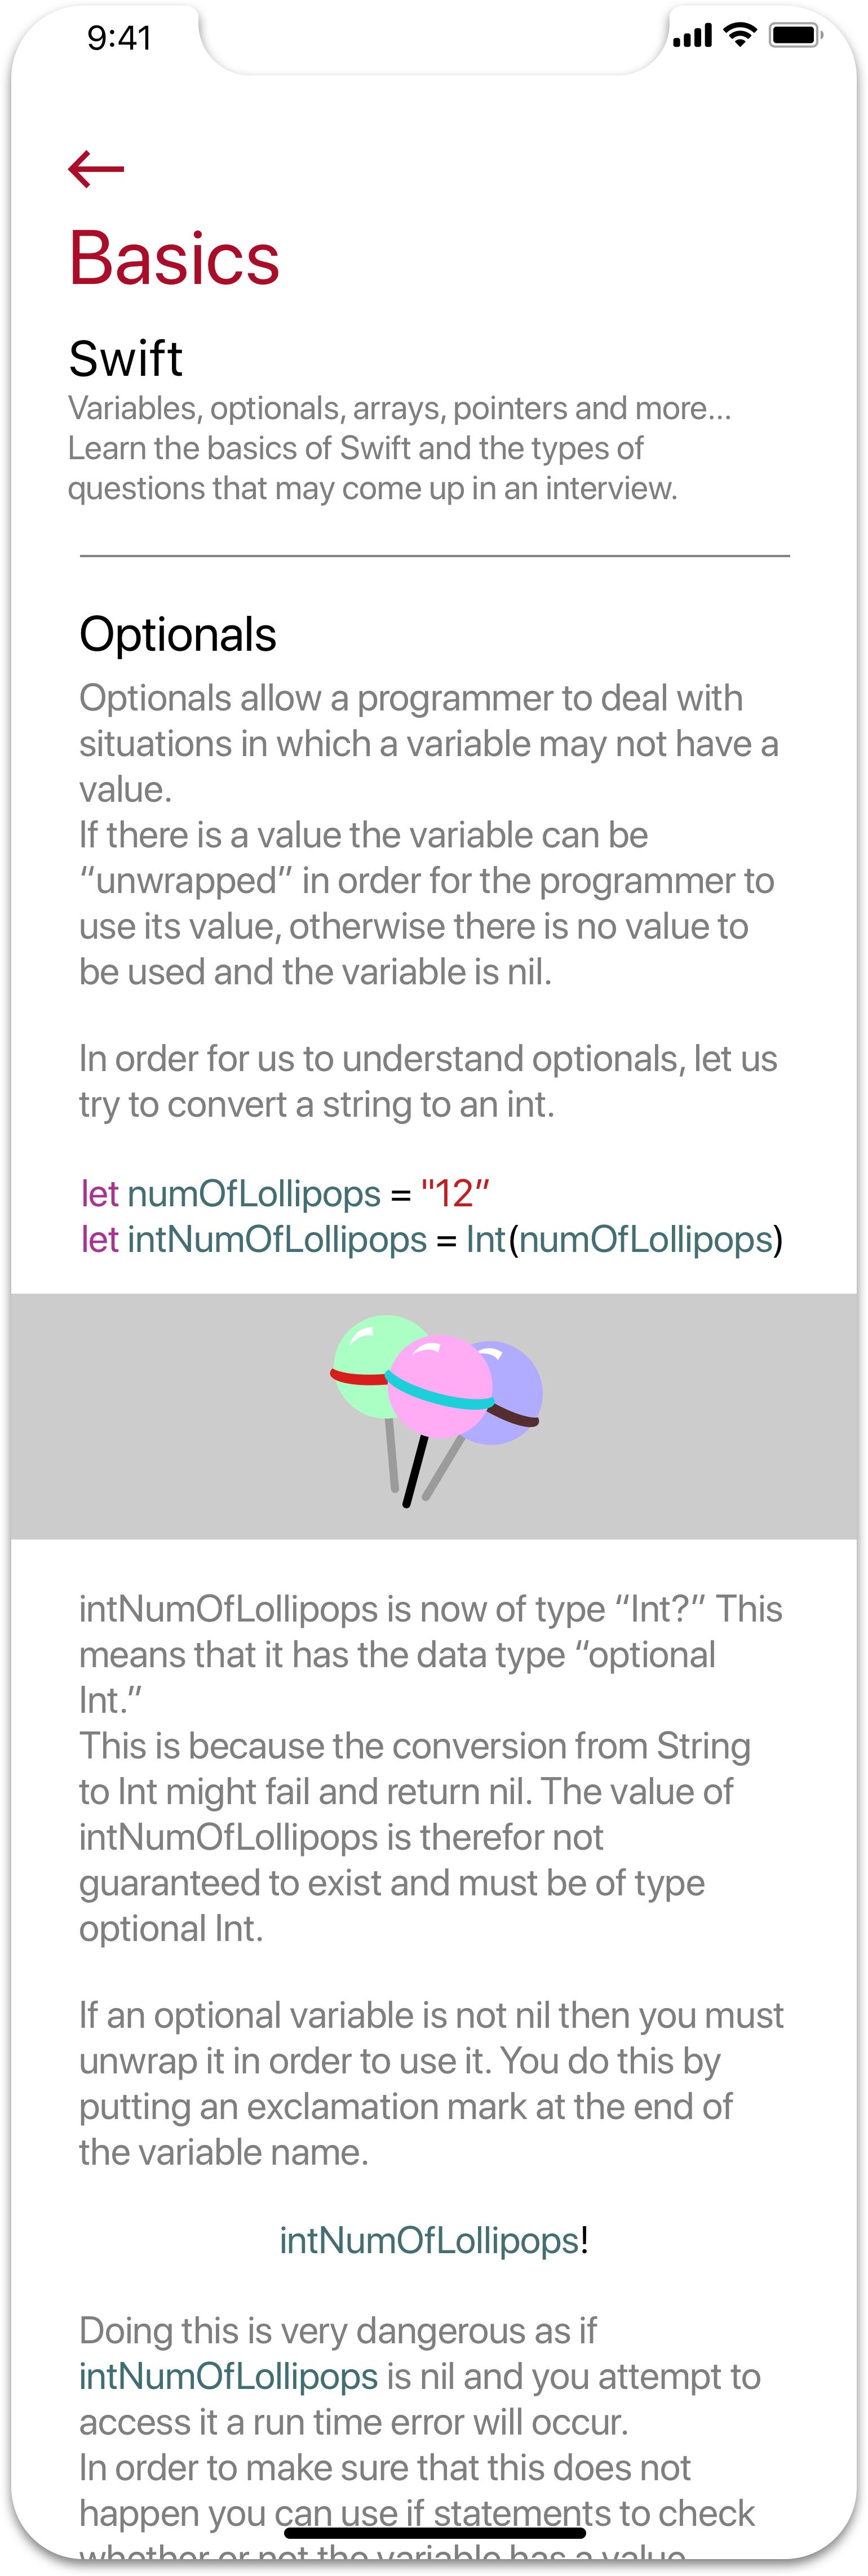 9:41
Basics
Swift
Variables, optionals, arrays, pointers and more...
Learn the basics of Swift and the types of
questions that may come up in an interview.
Optionals
Optionals allow a programmer to deal with
situations in which a variable may not have a
value.
If there is a value the variable can be
“unwrapped” in order for the programmer to
use its value, otherwise there is no value to
be used and the variable is nil.
In order for us to understand optionals, let us
try to convert a string to an int.
let numOfLollipops = "12”
let intNumOfLollipops = Int(numOfLollipops)
intNumOfLollipops is now of type “Int?” This
means that it has the data type “optional
Int.”
This is because the conversion from String
to Int might fail and return nil. The value of
intNumOfLollipops is therefor not
guaranteed to exist and must be of type
optional Int.
If an optional variable is not nil then you must
unwrap it in order to use it. You do this by
putting an exclamation mark at the end of
the variable name.
intNumOfLollipops!
Doing this is very dangerous as if
intNumOfLollipops is nil and you attempt to
access it a run time error will occur.
In order to make sure that this does not
happen you can use if statements to check
whether or not the variable has a value